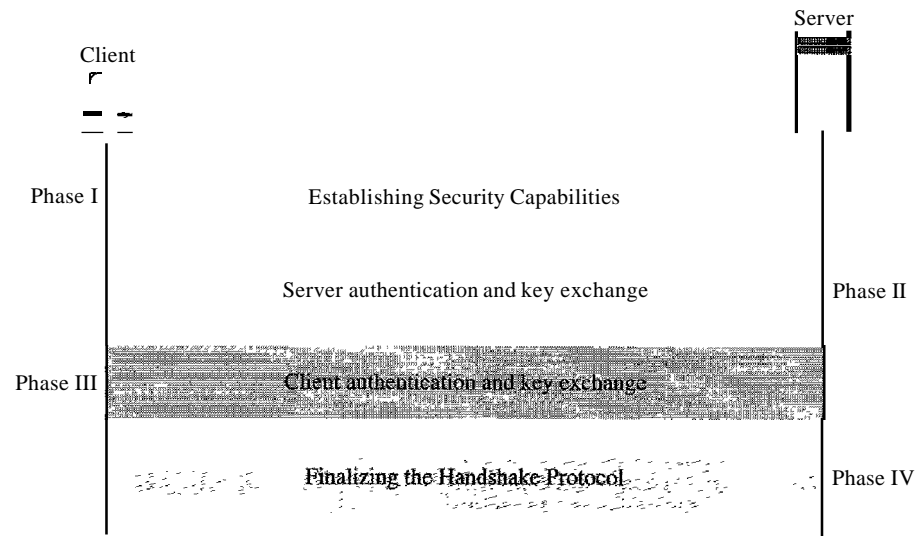 Server
Client
Phase I
Establishing Security Capabilities
Server authentication and key exchange
Phase II
Phase III
Client authentication and key exchange
Finalizing the Handshake Protocol
Phase IV